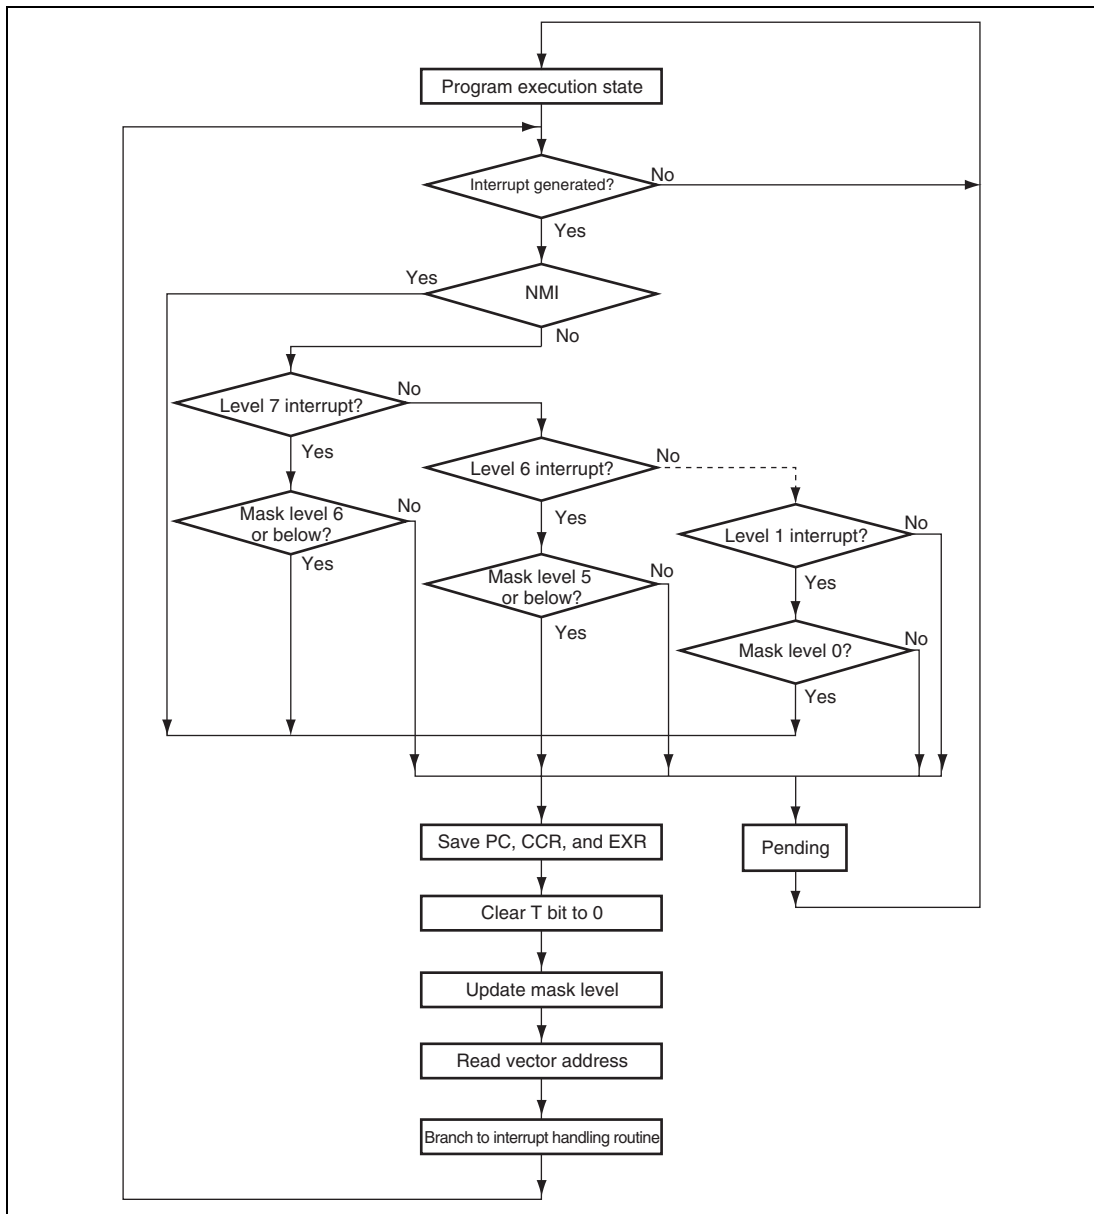 Program execution state
Interrupt generated?
No
Yes
Yes
NMI
No
Level 7 interrupt?
No
Yes
Level 6 interrupt?
No
Mask level 6
or below?
No
Yes
Level 1 interrupt?
No
Yes
Mask level 5
or below?
No
Yes
Yes
Mask level 0?
No
Yes
Save PC, CCR, and EXR
Pending
Clear T bit to 0
Update mask level
Read vector address
Branch to interrupt handling routine